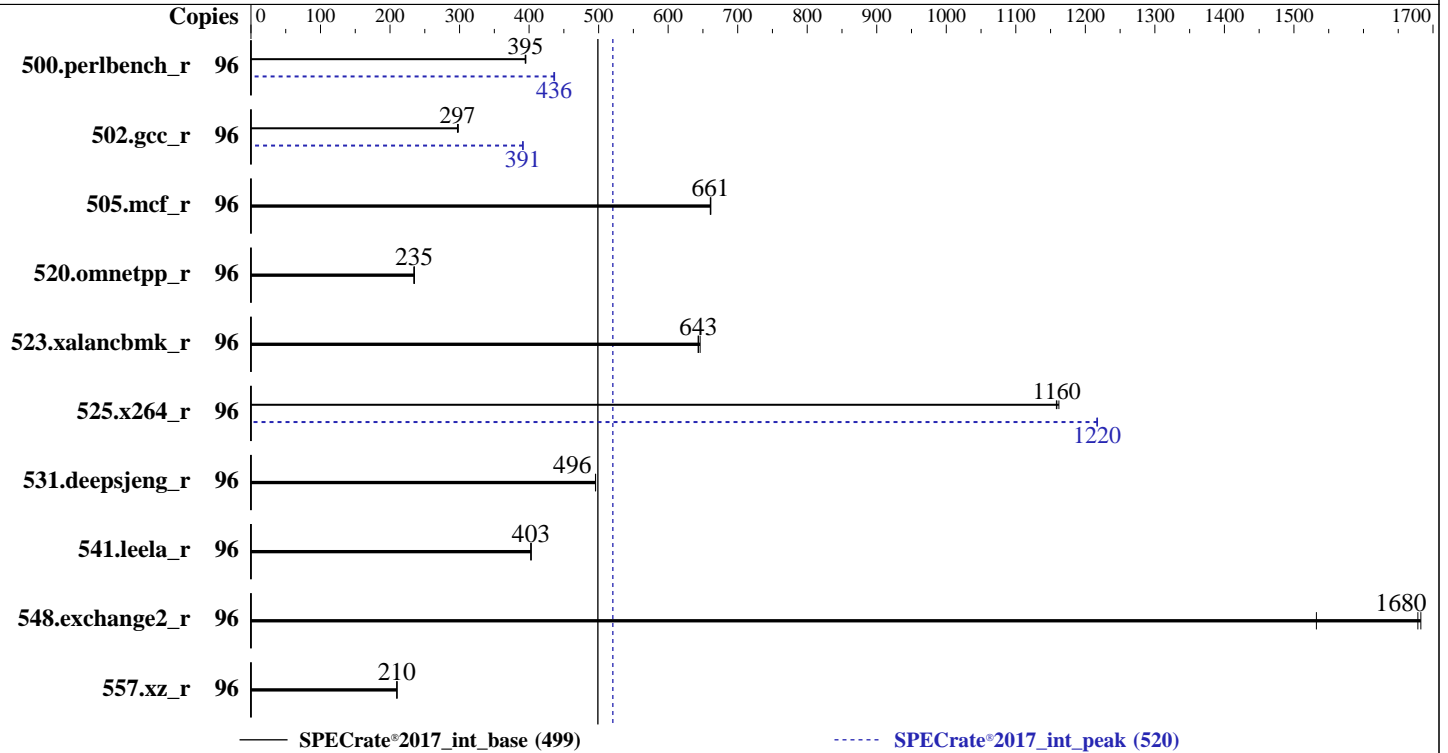 Copies 0 100 200 300 400 500 600 700 800 900 1000 1100 1200 1300 1400 1500 1700
500.perlbench_r 96 395
436
502.gcc_r 96 297
391
505.mcf_r 96 661
520.omnetpp_r 96 235
523.xalancbmk_r 96 643
525.x264_r 96 1160
1220
531.deepsjeng_r 96 496
541.leela_r 96 403
548.exchange2_r 96 1680
557.xz_r 96 210
SPECrate®2017_int_base (499) SPECrate®2017_int_peak (520)